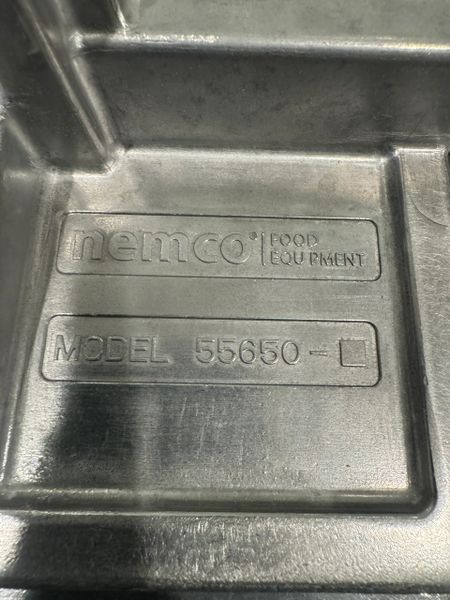 nemco® FOOD
EQUIPMENT
MODEL 55650-□